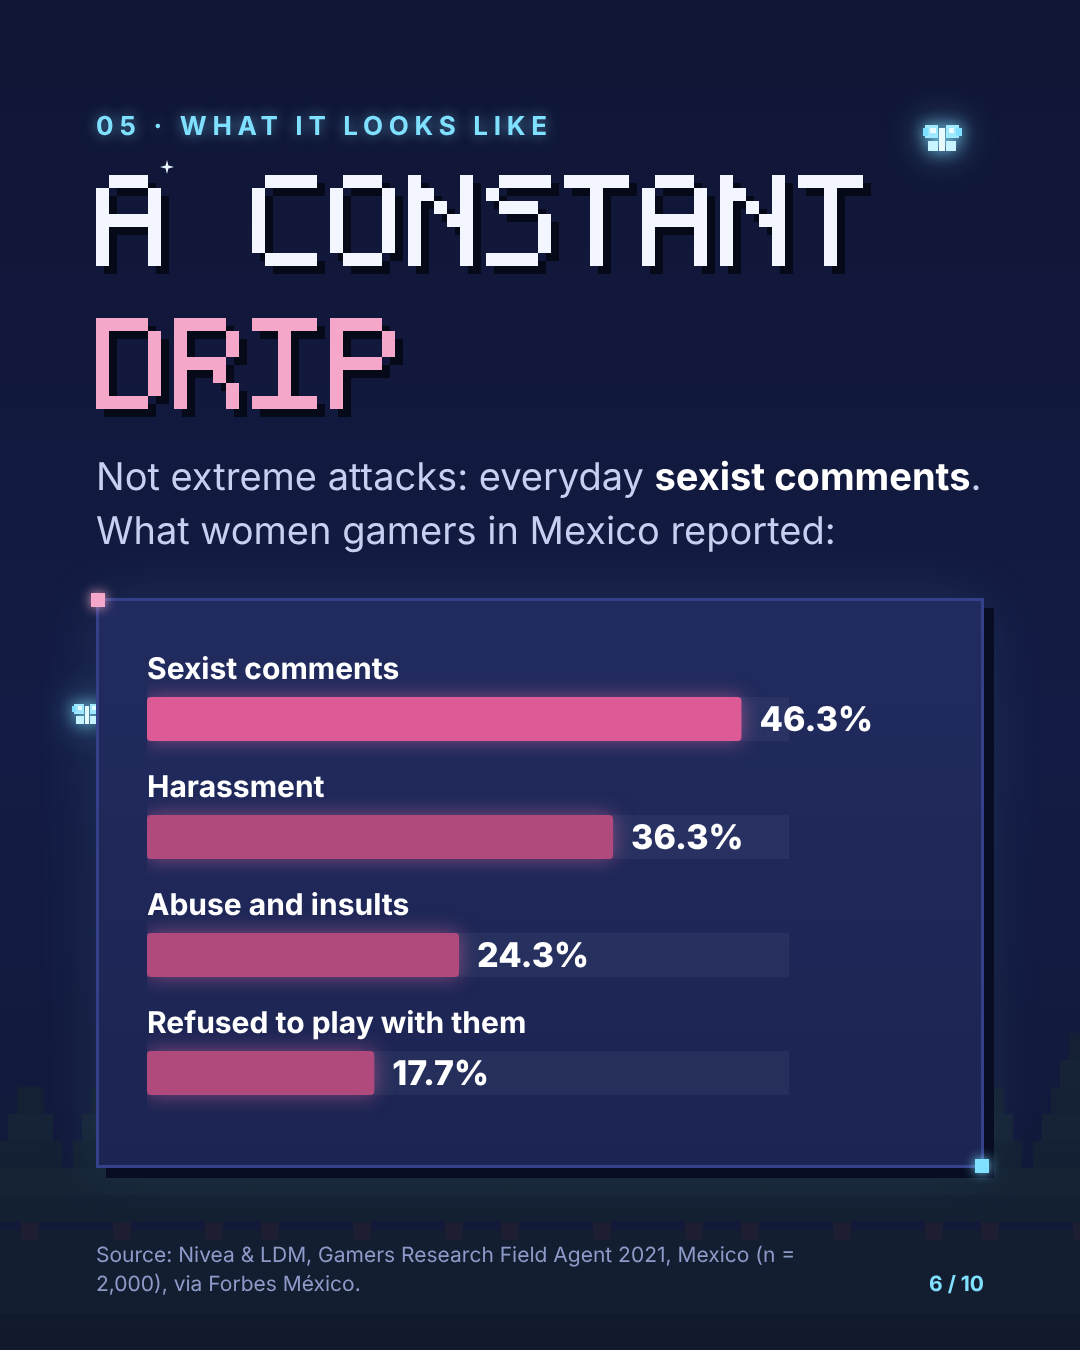 05 · WHAT IT LOOKS LIKE
A CONSTANT
DRIP
Not extreme attacks: everyday sexist comments.
What women gamers in Mexico reported:
Sexist comments
46.3%
Harassment
36.3%
Abuse and insults
24.3%
Refused to play with them
17.7%
Source: Nivea & LDM, Gamers Research Field Agent 2021, Mexico (n =
2,000), via Forbes México.
6 / 10